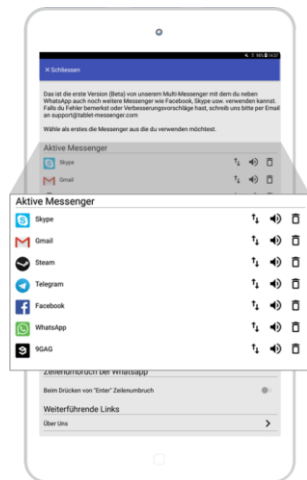 90% 14:37
× Schliessen
Das ist die erste Version (Beta) von unserem Multi-Messenger mit dem du neben
WhatsApp auch noch weitere Messenger wie Facebook, Skype usw. verwenden kannst.
Falls du Fehler bemerkst oder Verbesserungsvorschläge hast, schreib uns bitte per Email
an support@tablet-messenger.com
Wähle als erstes die Messenger aus die du verwenden möchtest.
Aktive Messenger
Skype
Gmail
Aktive Messenger
Skype
Gmail
Steam
Telegram
Facebook
WhatsApp
9GAG
Zeilenumbruch bei Whatsapp
Beim Drücken von "Enter" Zeilenumbruch
Weiterführende Links
Über Uns